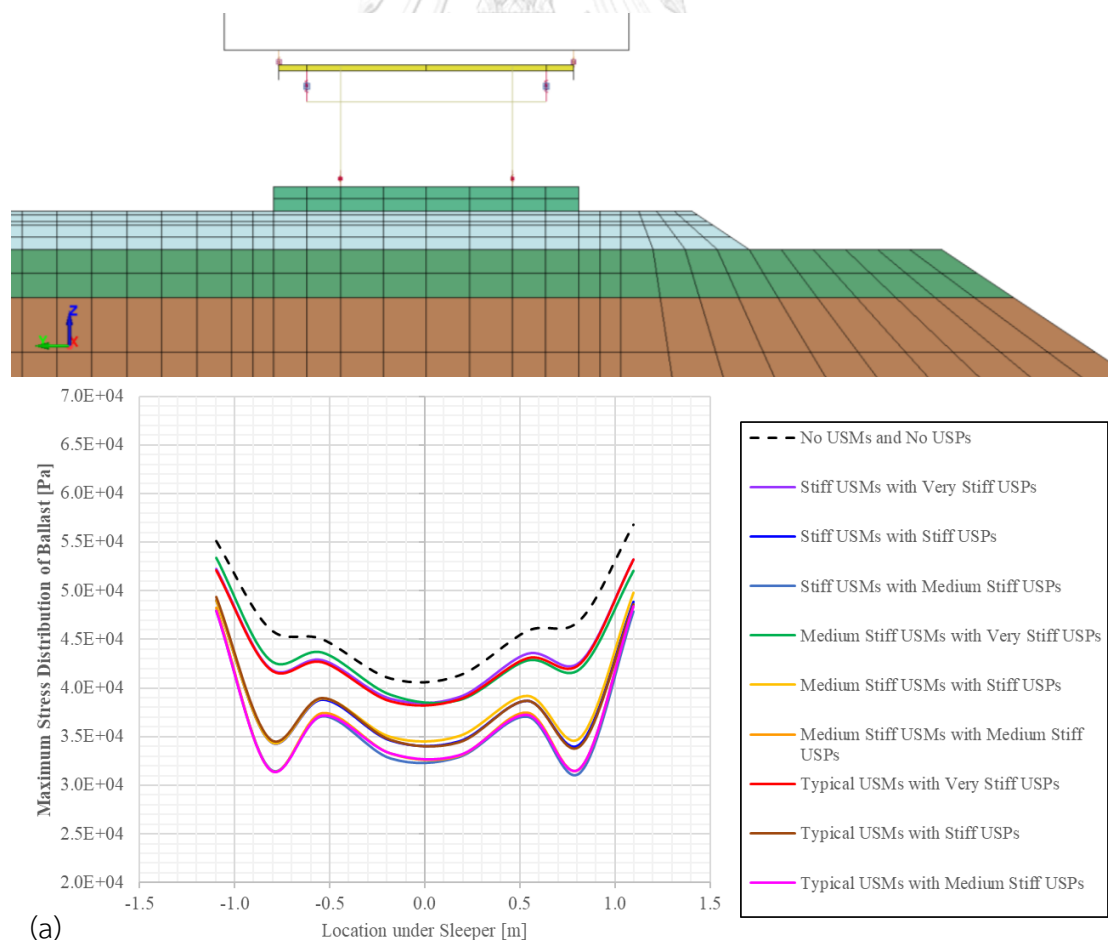 Z
X
7.0E+04
6.5E+04
6.0E+04
5.5E+04
5.0E+04
4.5E+04
4.0E+04
3.5E+04
3.0E+04
2.5E+04
2.0E+04
Maximum Stress Distribution of Ballast [Pa]
-1.5
-1.0
-0.5
0.0
0.5
1.0
1.5
Location under Sleeper [m]
(a)
No USMs and No USPs
Stiff USMs with Very Stiff USPs
Stiff USMs with Stiff USPs
Stiff USMs with Medium Stiff USPs
Medium Stiff USMs with Very Stiff USPs
Medium Stiff USMs with Stiff USPs
Medium Stiff USMs with Medium Stiff
USPs
Typical USMs with Very Stiff USPs
Typical USMs with Stiff USPs
Typical USMs with Medium Stiff USPs